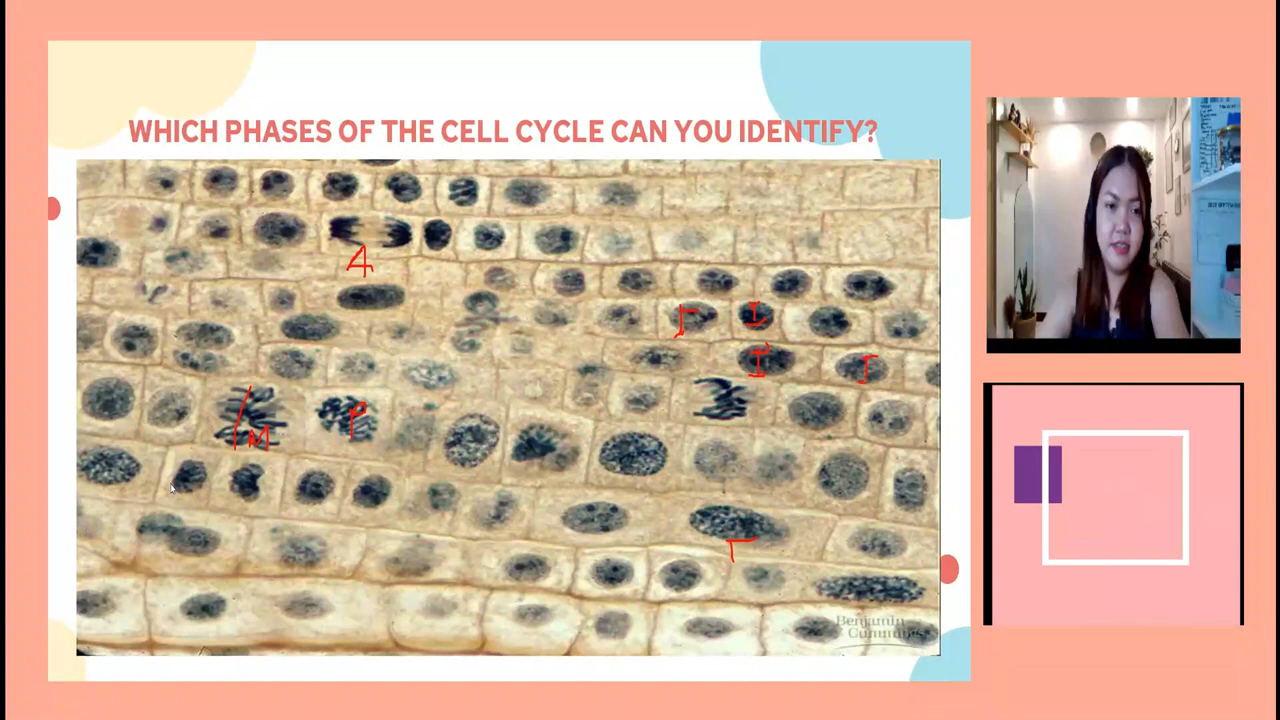 WHICH PHASES OF THE CELL CYCLE CAN YOU IDENTIFY?
A
I
I
I
M
P
Benjamin
Cummings